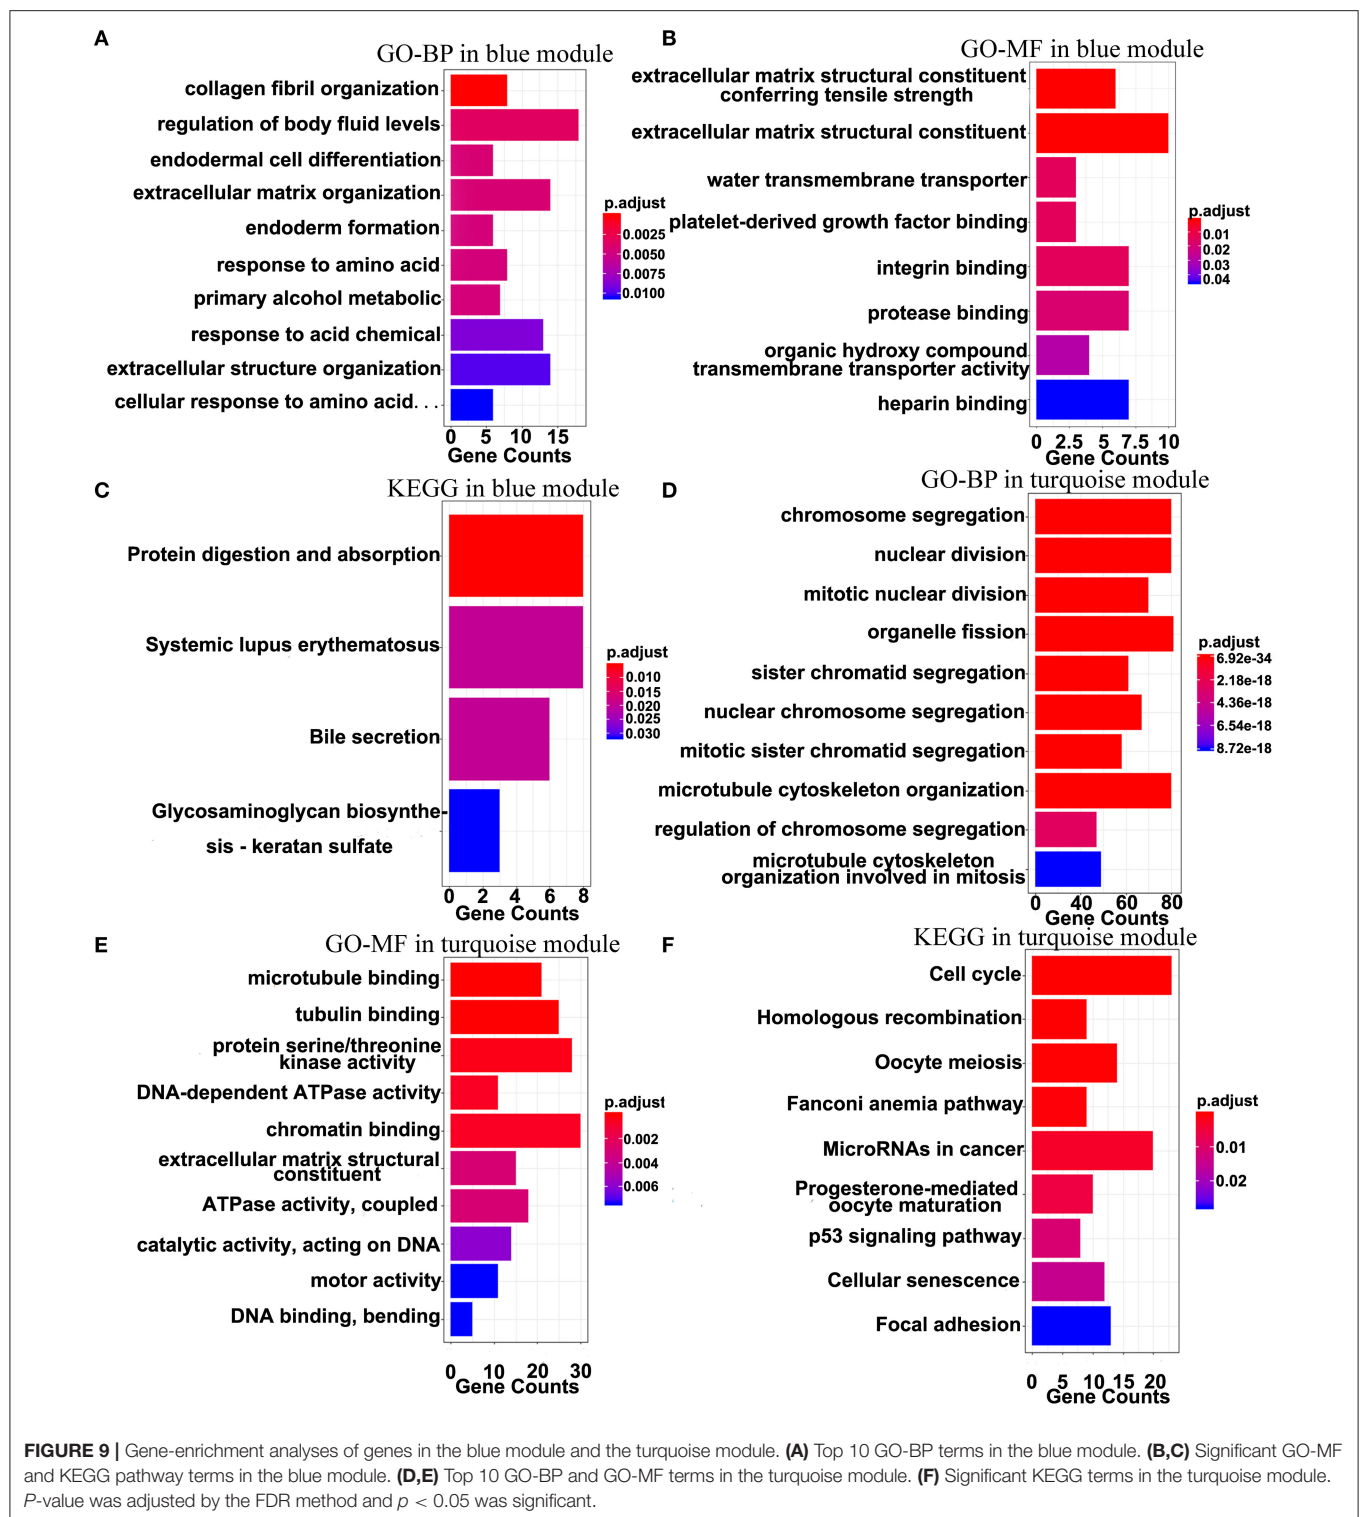 A
GO-BP in blue module
collagen fibril organization
regulation of body fluid levels
endodermal cell differentiation
extracellular matrix organization
endoderm formation
response to amino acid
primary alcohol metabolic
response to acid chemical
extracellular structure organization
cellular response to amino acid. . .
0 5 10 15
Gene Counts
p.adjust
0.0025
0.0050
0.0075
0.0100
B
GO-MF in blue module
extracellular matrix structural constituent
conferring tensile strength
extracellular matrix structural constituent
water transmembrane transporter
platelet-derived growth factor binding
integrin binding
protease binding
organic hydroxy compound
transmembrane transporter activity
heparin binding
0 2.5 5 7.5 10
Gene Counts
p.adjust
0.01
0.02
0.03
0.04
C
KEGG in blue module
Protein digestion and absorption
Systemic lupus erythematosus
Bile secretion
Glycosaminoglycan biosynthe-
sis - keratan sulfate
0 2 4 6 8
Gene Counts
p.adjust
0.010
0.015
0.020
0.025
0.030
D
GO-BP in turquoise module
chromosome segregation
nuclear division
mitotic nuclear division
organelle fission
sister chromatid segregation
nuclear chromosome segregation
mitotic sister chromatid segregation
microtubule cytoskeleton organization
regulation of chromosome segregation
microtubule cytoskeleton
organization involved in mitosis
0 40 60 80
Gene Counts
p.adjust
6.92e-34
2.18e-18
4.36e-18
6.54e-18
8.72e-18
E
GO-MF in turquoise module
microtubule binding
tubulin binding
protein serine/threonine
kinase activity
DNA-dependent ATPase activity
chromatin binding
extracellular matrix structural
constituent
ATPase activity, coupled
catalytic activity, acting on DNA
motor activity
DNA binding, bending
0 10 20 30
Gene Counts
p.adjust
0.002
0.004
0.006
F
KEGG in turquoise module
Cell cycle
Homologous recombination
Oocyte meiosis
Fanconi anemia pathway
MicroRNAs in cancer
Progesterone-mediated
oocyte maturation
p53 signaling pathway
Cellular senescence
Focal adhesion
0 5 10 15 20
Gene Counts
p.adjust
0.01
0.02
FIGURE 9 | Gene-enrichment analyses of genes in the blue module and the turquoise module. (A) Top 10 GO-BP terms in the blue module. (B,C) Significant GO-MF
and KEGG pathway terms in the blue module. (D,E) Top 10 GO-BP and GO-MF terms in the turquoise module. (F) Significant KEGG terms in the turquoise module.
P-value was adjusted by the FDR method and p < 0.05 was significant.